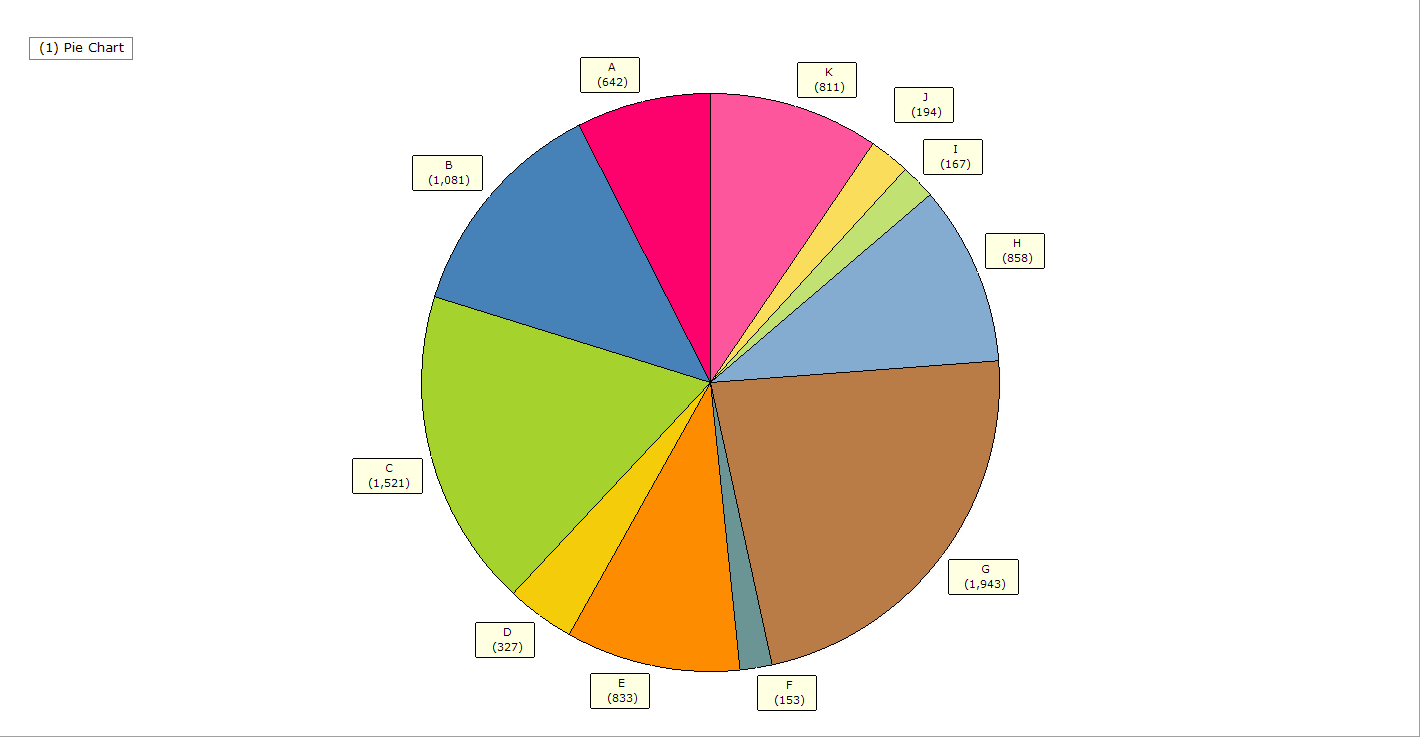 (1) Pie Chart
A
(642)
K
(811)
J
(194)
I
(167)
B
(1,081)
H
(858)
C
(1,521)
G
(1,943)
D
(327)
E
(833)
F
(153)